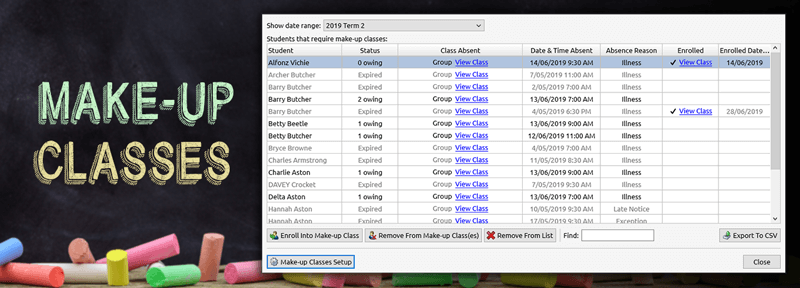 MAKE-UP
CLASSES
Show date range: 2019 Term 2
Students that require make-up classes:
Student Status Class Absent Date & Time Absent Absence Reason Enrolled Enrolled Date...
Alfonz Vichie 0 owing Group View Class 14/06/2019 9:30 AM Illness ✓ View Class 14/06/2019
Archer Butcher Expired Group View Class 7/05/2019 11:00 AM Illness
Barry Butcher Expired Group View Class 2/05/2019 7:00 AM Illness
Barry Butcher 2 owing Group View Class 13/06/2019 7:00 AM Illness
Barry Butcher Expired Group View Class 4/05/2019 6:30 PM Illness ✓ View Class 28/06/2019
Betty Beetle 1 owing Group View Class 13/06/2019 9:00 AM Illness
Betty Butcher 1 owing Group View Class 12/06/2019 11:00 AM Illness
Bryce Browne Expired Group View Class 4/05/2019 7:00 AM Illness
Charles Armstrong Expired Group View Class 11/05/2019 8:30 AM Illness
Charlie Aston 1 owing Group View Class 13/06/2019 9:00 AM Illness
DAVEY Crocket Expired Group View Class 7/05/2019 9:30 AM Illness
Delta Aston 1 owing Group View Class 13/06/2019 7:00 AM Illness
Hannah Aston Expired Group View Class 10/05/2019 9:30 AM Late Notice
Hannah Aston Expired Group View Class 17/05/2019 9:30 AM Exception
Enroll Into Make-up Class Remove From Make-up Class(es) Remove From List Find: Export To CSV
Make-up Classes Setup Close